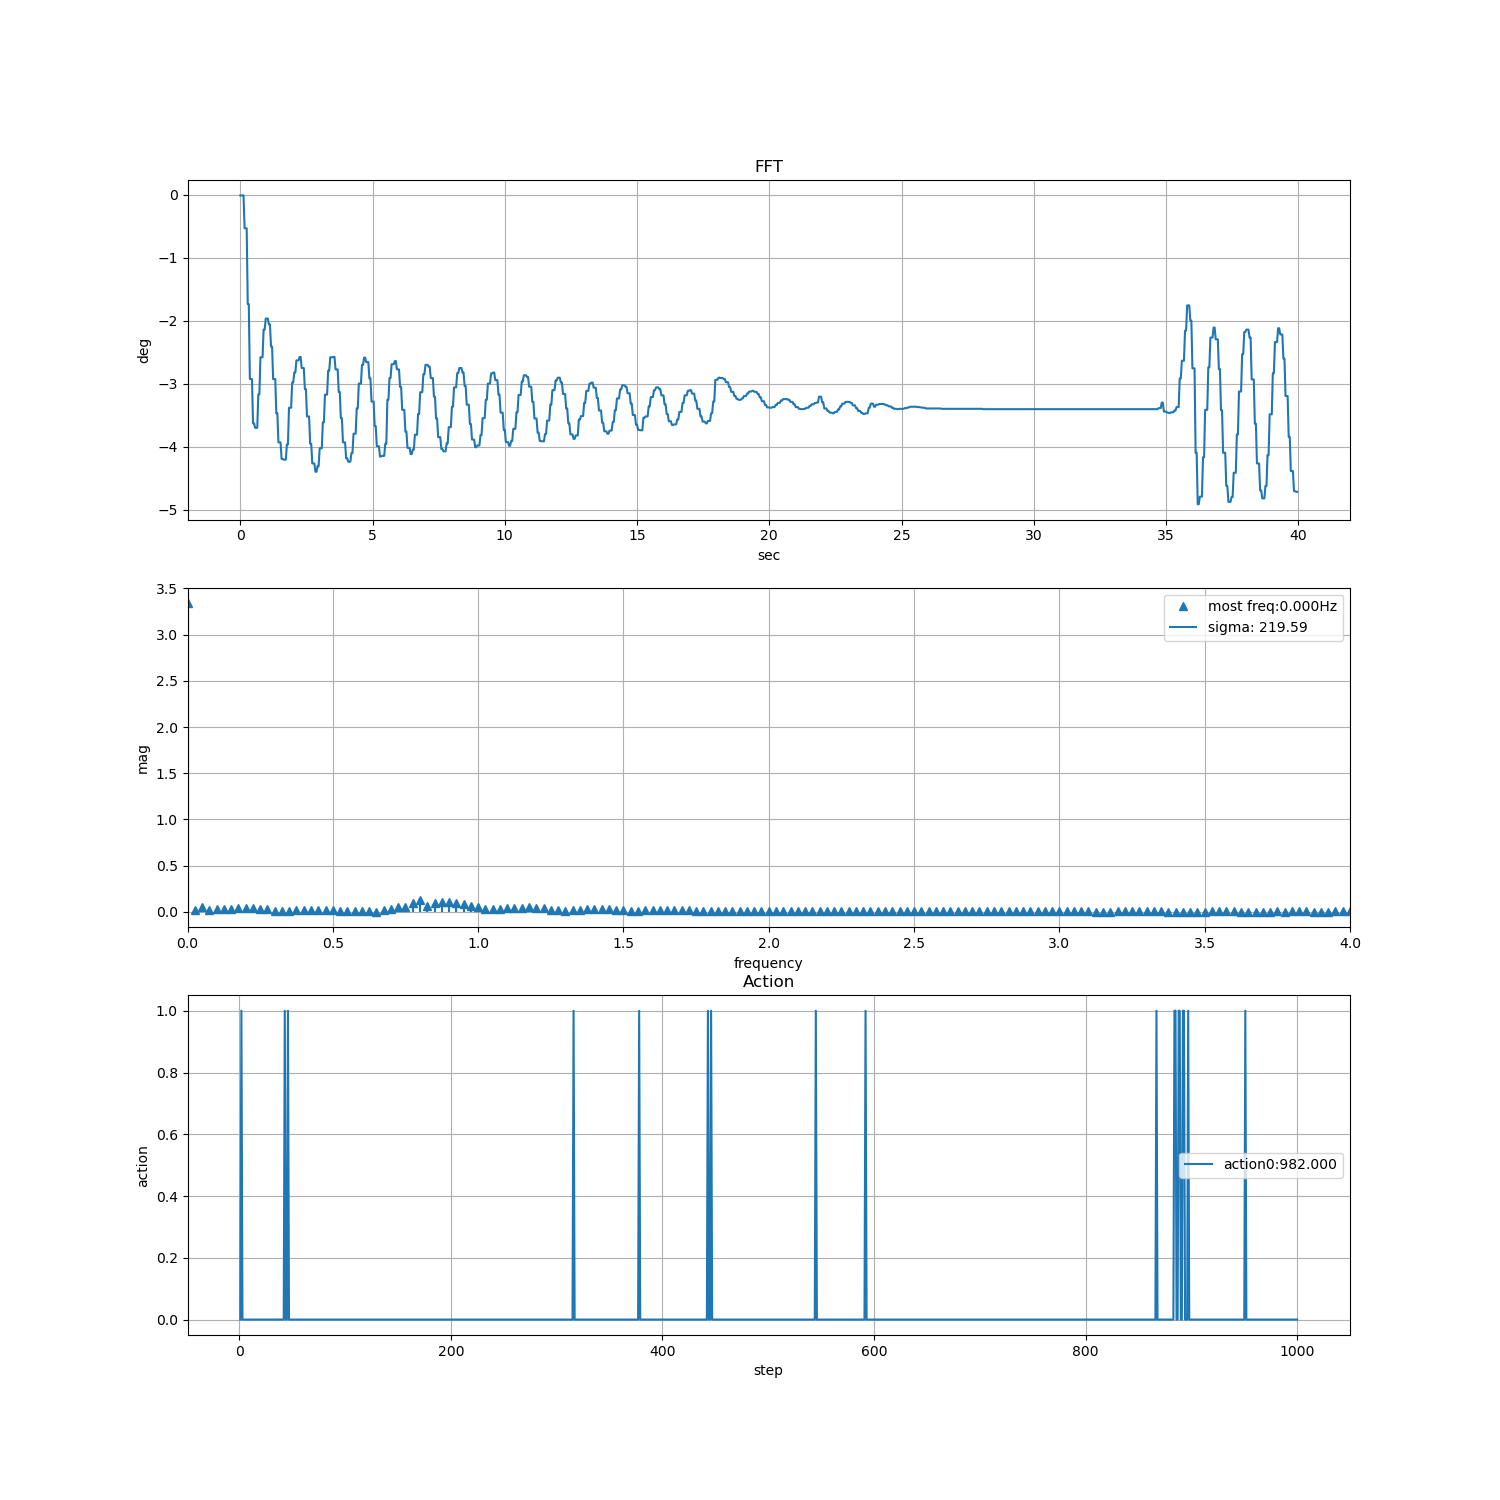 FFT
0
−1
−2
−3
−4
−5
deg
0 5 10 15 20 25 30 35 40
sec
3.5
3.0
2.5
2.0
1.5
1.0
0.5
0.0
mag
most freq:0.000Hz
sigma: 219.59
0.0 0.5 1.0 1.5 2.0 2.5 3.0 3.5 4.0
frequency
Action
1.0
0.8
0.6
0.4
0.2
0.0
action
action0:982.000
0 200 400 600 800 1000
step